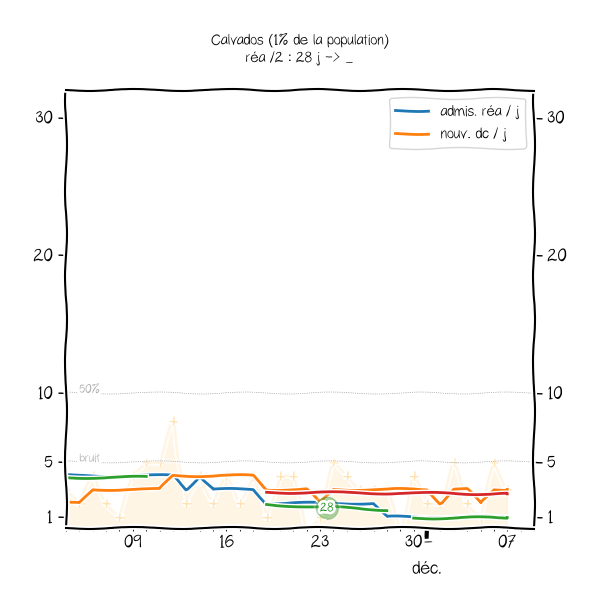 Calvados (1% de la population)
réa /2 : 28 j -> _
admis. réa / j
nouv. dc / j
30
30
20
20
50%
10
10
bruit
5
5
28
1
1
09
16
23
30
07
déc.